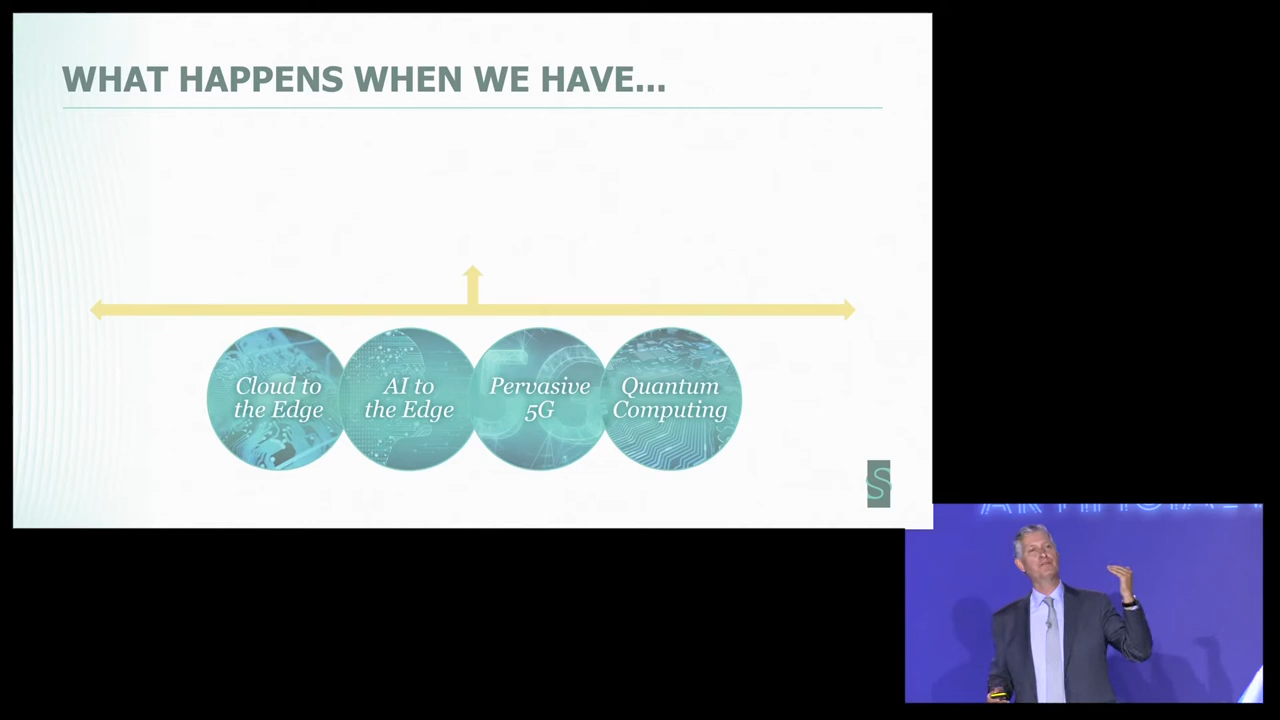 WHAT HAPPENS WHEN WE HAVE...
Cloud to
the Edge
AI to
the Edge
Pervasive
5G
Quantum
Computing
S